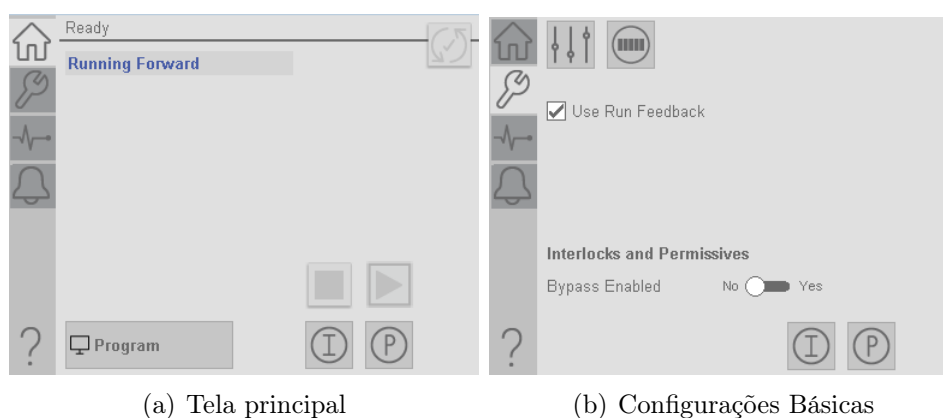 Ready
Running Forward
Program
I
P
?
Use Run Feedback
Interlocks and Permissives
Bypass Enabled No Yes
I
P
?
(a) Tela principal
(b) Configurações Básicas